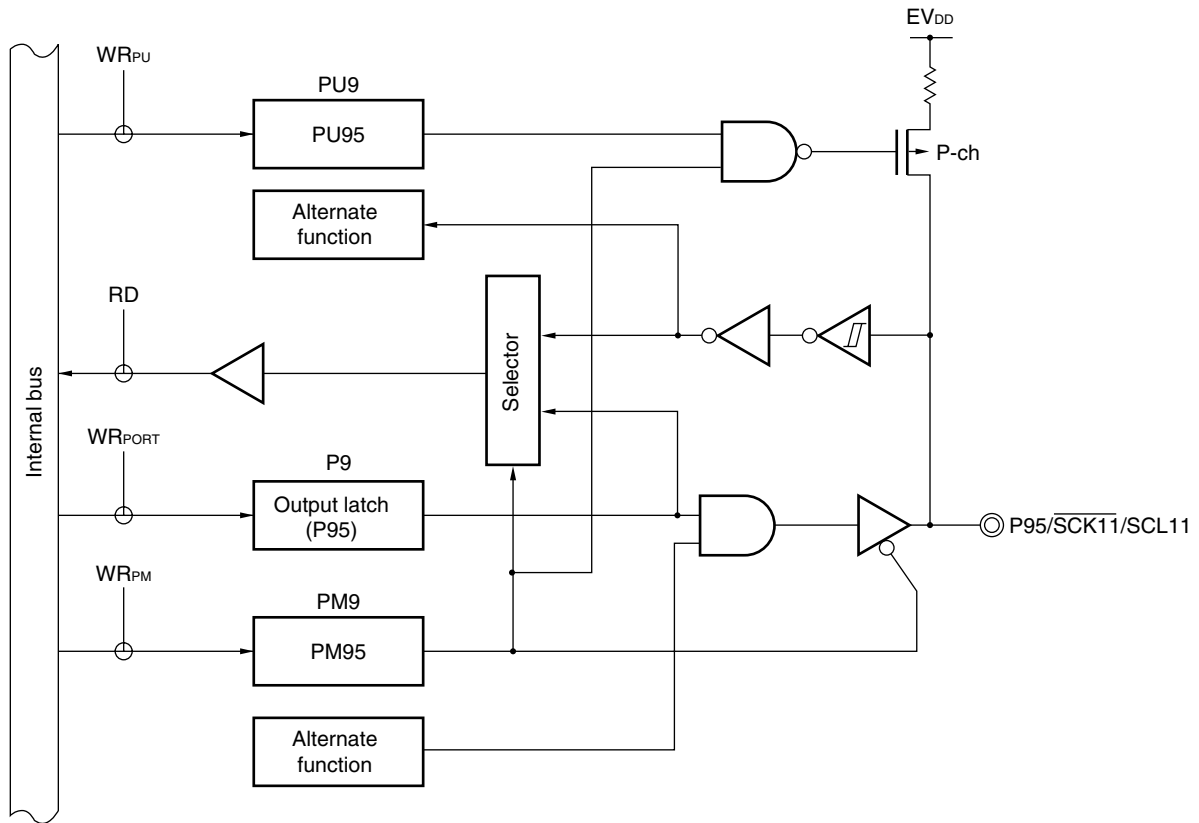 EVDD
WRPU
PU9
PU95
P-ch
Alternate
function
RD
Selector
Internal bus
WRPORT
P9
Output latch
(P95)
P95/SCK11/SCL11
WRPM
PM9
PM95
Alternate
function